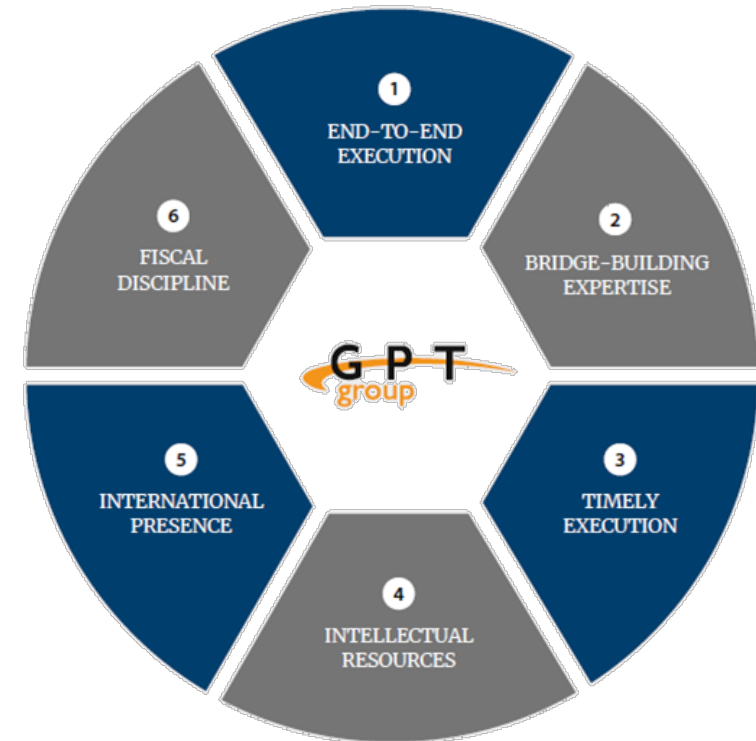 1
END-TO-END
EXECUTION
2
BRIDGE-BUILDING
EXPERTISE
3
TIMELY
EXECUTION
4
INTELLECTUAL
RESOURCES
5
INTERNATIONAL
PRESENCE
6
FISCAL
DISCIPLINE
GPT
group